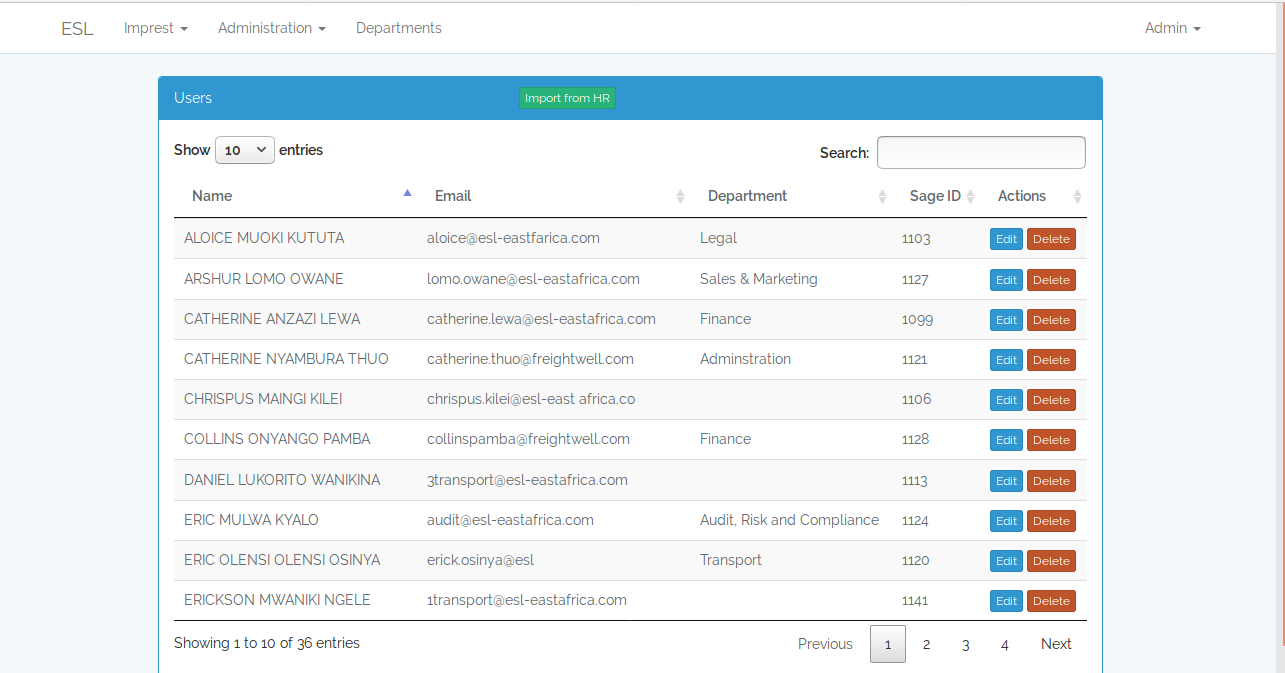 ESL Imprest Administration Departments Admin
Users Import from HR
Show 10 entries Search:
Name Email Department Sage ID Actions
ALOICE MUOKI KUTUTA aloice@esl-eastfarica.com Legal 1103 Edit Delete
ARSHUR LOMO OWANE lomo.owane@esl-eastafrica.com Sales & Marketing 1127 Edit Delete
CATHERINE ANZAZI LEWA catherine.lewa@esl-eastafrica.com Finance 1099 Edit Delete
CATHERINE NYAMBURA THUO catherine.thuo@freightwell.com Adminstration 1121 Edit Delete
CHRISPUS MAINGI KILEI chrispus.kilei@esl-east africa.co 1106 Edit Delete
COLLINS ONYANGO PAMBA collinspamba@freightwell.com Finance 1128 Edit Delete
DANIEL LUKORITO WANIKINA 3transport@esl-eastafrica.com 1113 Edit Delete
ERIC MULWA KYALO audit@esl-eastafrica.com Audit, Risk and Compliance 1124 Edit Delete
ERIC OLENSI OLENSI OSINYA erick.osinya@esl Transport 1120 Edit Delete
ERICKSON MWANIKI NGELE 1transport@esl-eastafrica.com 1141 Edit Delete
Showing 1 to 10 of 36 entries Previous 1 2 3 4 Next